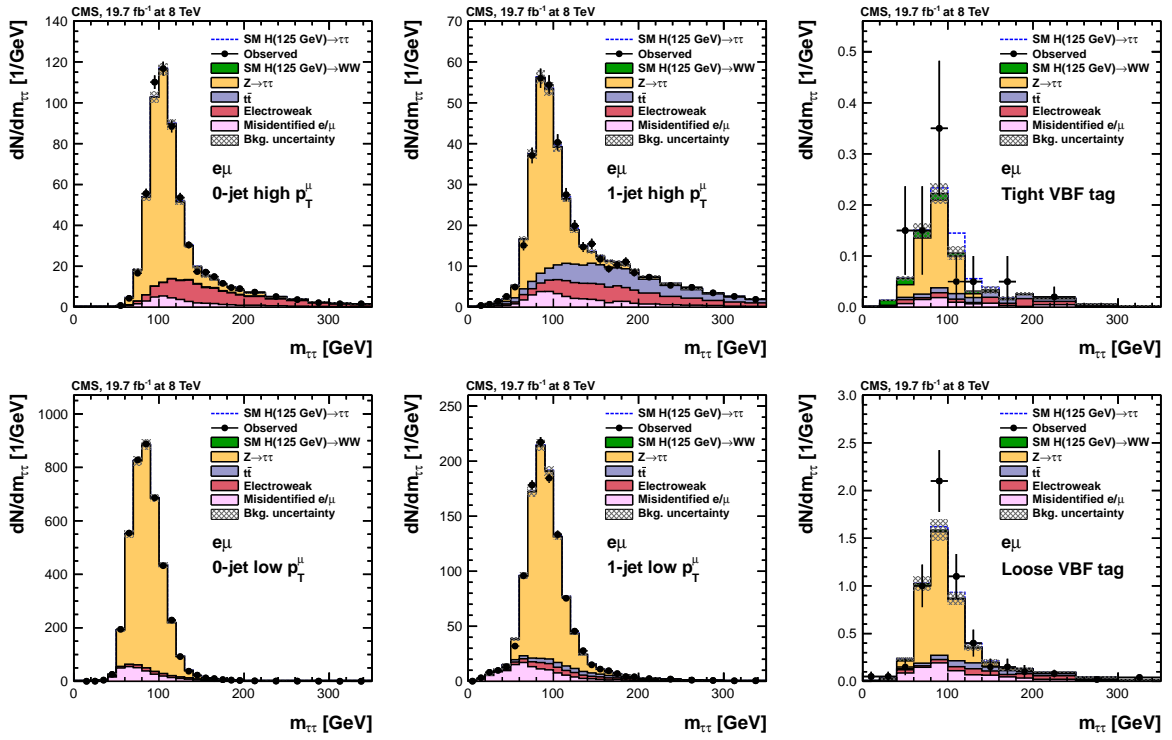 CMS, 19.7 fb⁻¹ at 8 TeV
dN/dm_ττ [1/GeV]
140
120
100
80
60
40
20
0
SM H(125 GeV)→ττ
Observed
SM H(125 GeV)→WW
Z→ττ
tt̄
Electroweak
Misidentified e/μ
Bkg. uncertainty
eμ
0-jet high p_T^μ
0 100 200 300
m_ττ [GeV]
CMS, 19.7 fb⁻¹ at 8 TeV
dN/dm_ττ [1/GeV]
70
60
50
40
30
20
10
0
SM H(125 GeV)→ττ
Observed
SM H(125 GeV)→WW
Z→ττ
tt̄
Electroweak
Misidentified e/μ
Bkg. uncertainty
eμ
1-jet high p_T^μ
0 100 200 300
m_ττ [GeV]
CMS, 19.7 fb⁻¹ at 8 TeV
dN/dm_ττ [1/GeV]
0.5
0.4
0.3
0.2
0.1
0.0
SM H(125 GeV)→ττ
Observed
SM H(125 GeV)→WW
Z→ττ
tt̄
Electroweak
Misidentified e/μ
Bkg. uncertainty
eμ
Tight VBF tag
0 100 200 300
m_ττ [GeV]
CMS, 19.7 fb⁻¹ at 8 TeV
dN/dm_ττ [1/GeV]
1000
800
600
400
200
0
SM H(125 GeV)→ττ
Observed
SM H(125 GeV)→WW
Z→ττ
tt̄
Electroweak
Misidentified e/μ
Bkg. uncertainty
eμ
0-jet low p_T^μ
0 100 200 300
m_ττ [GeV]
CMS, 19.7 fb⁻¹ at 8 TeV
dN/dm_ττ [1/GeV]
250
200
150
100
50
0
SM H(125 GeV)→ττ
Observed
SM H(125 GeV)→WW
Z→ττ
tt̄
Electroweak
Misidentified e/μ
Bkg. uncertainty
eμ
1-jet low p_T^μ
0 100 200 300
m_ττ [GeV]
CMS, 19.7 fb⁻¹ at 8 TeV
dN/dm_ττ [1/GeV]
3.0
2.5
2.0
1.5
1.0
0.5
0.0
SM H(125 GeV)→ττ
Observed
SM H(125 GeV)→WW
Z→ττ
tt̄
Electroweak
Misidentified e/μ
Bkg. uncertainty
eμ
Loose VBF tag
0 100 200 300
m_ττ [GeV]